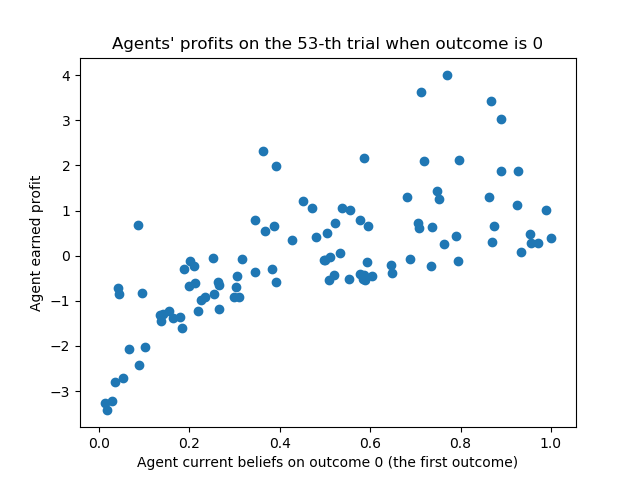 Agents' profits on the 53-th trial when outcome is 0
Agent earned profit
4
3
2
1
0
−1
−2
−3
0.0 0.2 0.4 0.6 0.8 1.0
Agent current beliefs on outcome 0 (the first outcome)